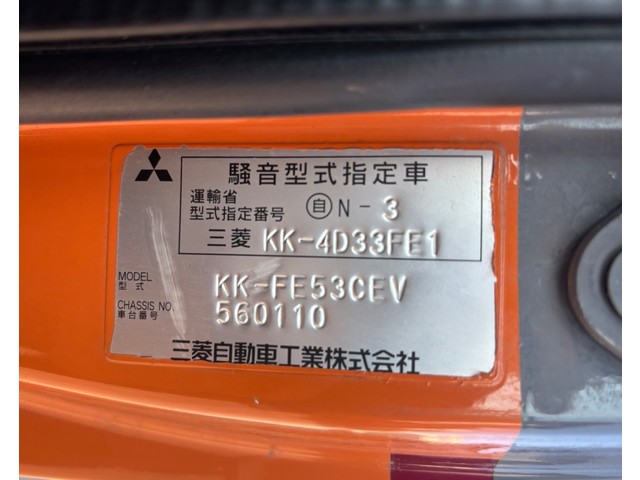 騒音型式指定車
運輸省
型式指定番号 自 N-3
三菱 KK-4D33FE1
MODEL
型式
KK-FE53CEV
CHASSIS NO.
車台番号
560110
三菱自動車工業株式会社